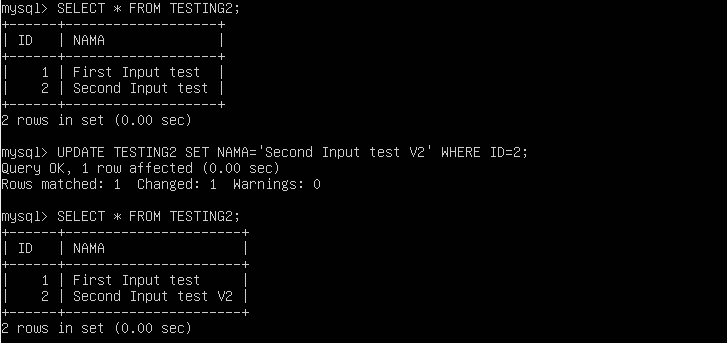 mysql> SELECT * FROM TESTING2;
+------+-------------------+
| ID   | NAMA              |
+------+-------------------+
|    1 | First Input test  |
|    2 | Second Input test |
+------+-------------------+
2 rows in set (0.00 sec)
mysql> UPDATE TESTING2 SET NAMA='Second Input test V2' WHERE ID=2;
Query OK, 1 row affected (0.00 sec)
Rows matched: 1  Changed: 1  Warnings: 0
mysql> SELECT * FROM TESTING2;
+------+----------------------+
| ID   | NAMA                 |
+------+----------------------+
|    1 | First Input test     |
|    2 | Second Input test V2 |
+------+----------------------+
2 rows in set (0.00 sec)